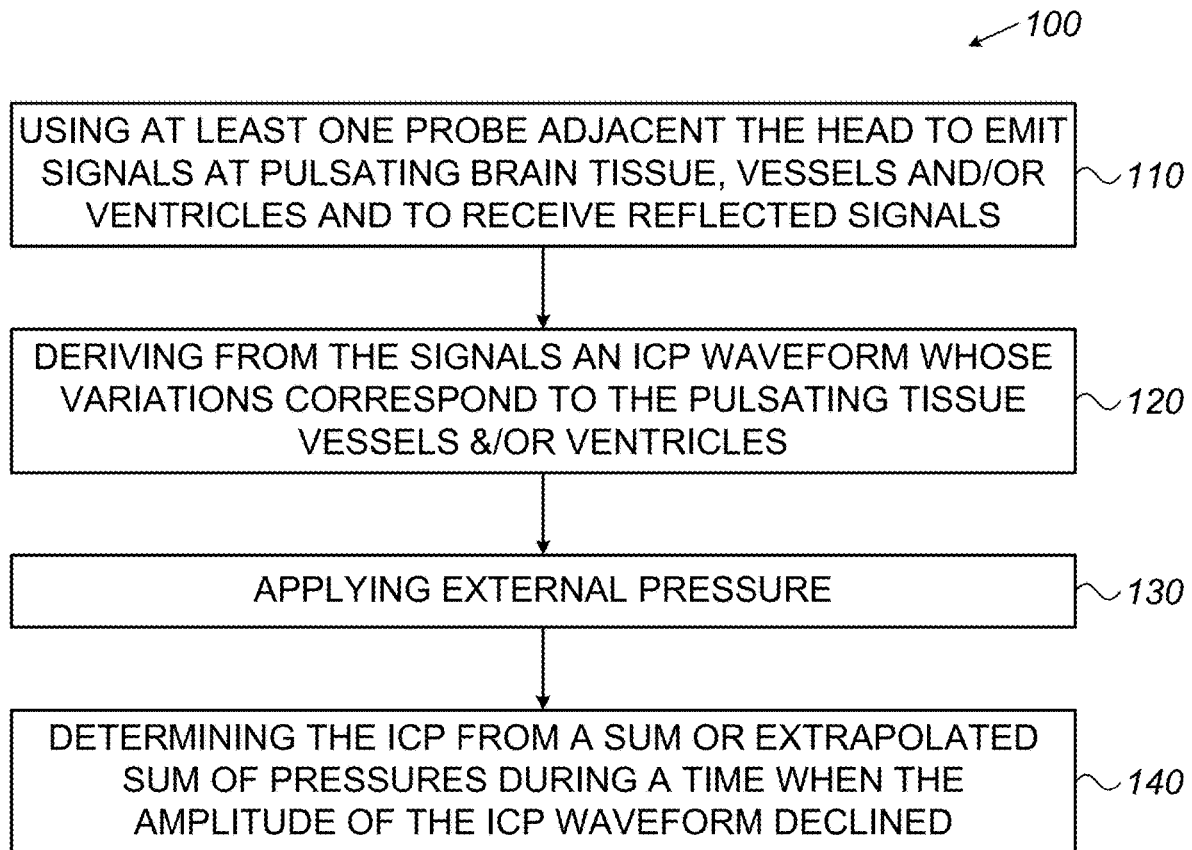 100
USING AT LEAST ONE PROBE ADJACENT THE HEAD TO EMIT
SIGNALS AT PULSATING BRAIN TISSUE, VESSELS AND/OR
VENTRICLES AND TO RECEIVE REFLECTED SIGNALS
110
DERIVING FROM THE SIGNALS AN ICP WAVEFORM WHOSE
VARIATIONS CORRESPOND TO THE PULSATING TISSUE
VESSELS &/OR VENTRICLES
120
APPLYING EXTERNAL PRESSURE
130
DETERMINING THE ICP FROM A SUM OR EXTRAPOLATED
SUM OF PRESSURES DURING A TIME WHEN THE
AMPLITUDE OF THE ICP WAVEFORM DECLINED
140